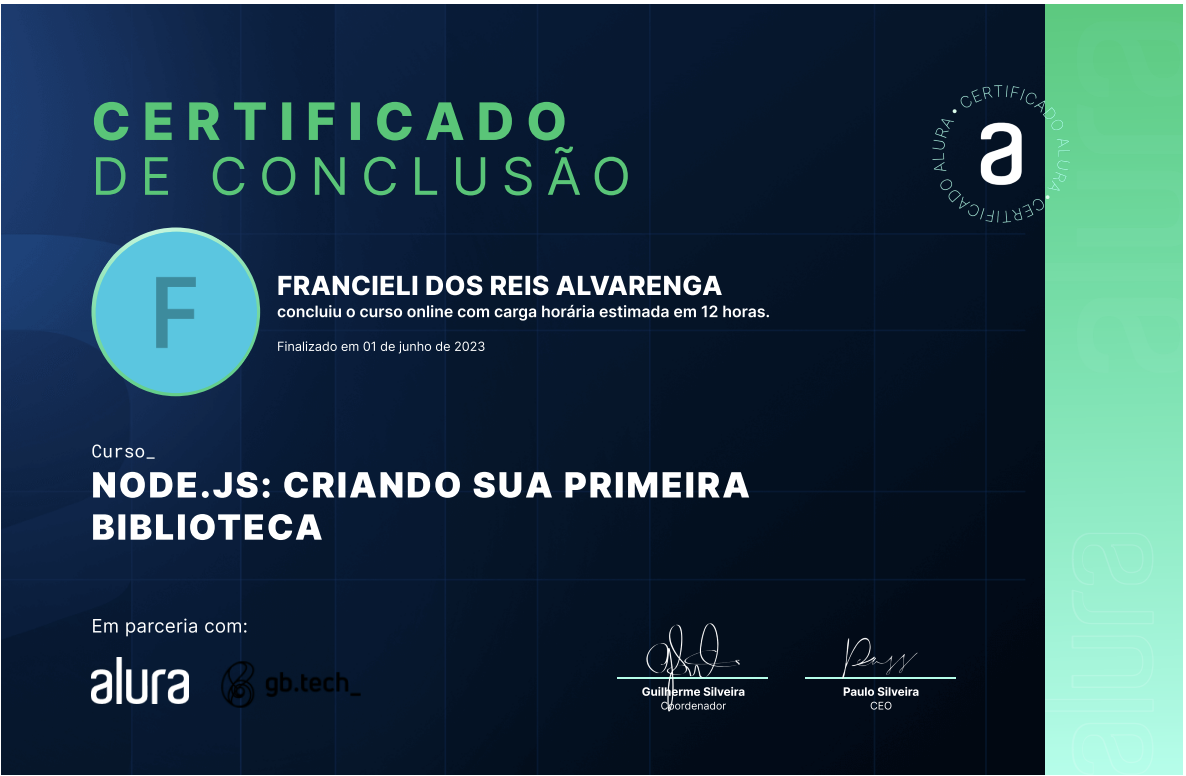 CERTIFICADO
DE CONCLUSÃO
CERTIFICADO ALURA • CERTIFICADO ALURA •
a
F
FRANCIELI DOS REIS ALVARENGA
concluiu o curso online com carga horária estimada em 12 horas.
Finalizado em 01 de junho de 2023
Curso_
NODE.JS: CRIANDO SUA PRIMEIRA
BIBLIOTECA
Em parceria com:
alura
gb.tech_
Guilherme Silveira
Coordenador
Paulo Silveira
CEO
alura